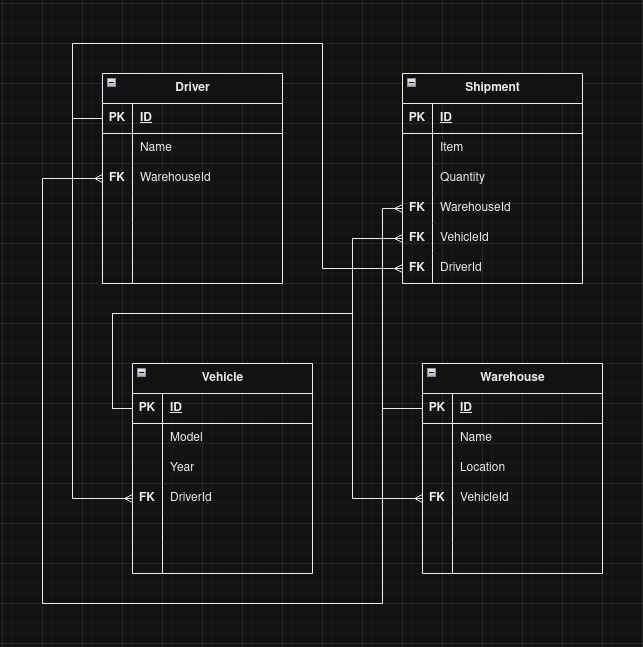 Driver
PK ID
Name
FK WarehouseId
Shipment
PK ID
Item
Quantity
FK WarehouseId
FK VehicleId
FK DriverId
Vehicle
PK ID
Model
Year
FK DriverId
Warehouse
PK ID
Name
Location
FK VehicleId